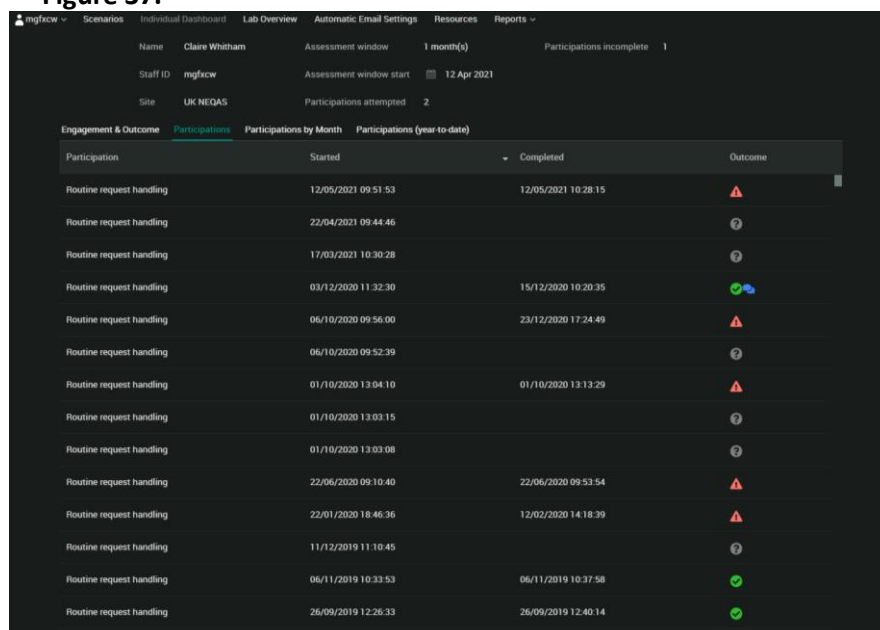 Figure 37.
mgfxcw Scenarios Individual Dashboard Lab Overview Automatic Email Settings Resources Reports
Name Claire Whitham Assessment window 1 month(s) Participations incomplete 1
Staff ID mgfxcw Assessment window start 12 Apr 2021
Site UK NEQAS Participations attempted 2
Engagement & Outcome Participations Participations by Month Participations (year-to-date)
Participation Started Completed Outcome
Routine request handling 12/05/2021 09:51:53 12/05/2021 10:28:15
Routine request handling 22/04/2021 09:44:46
Routine request handling 17/03/2021 10:30:28
Routine request handling 03/12/2020 11:32:30 15/12/2020 10:20:35
Routine request handling 06/10/2020 09:56:00 23/12/2020 17:24:49
Routine request handling 06/10/2020 09:52:39
Routine request handling 01/10/2020 13:04:10 01/10/2020 13:13:29
Routine request handling 01/10/2020 13:03:15
Routine request handling 01/10/2020 13:03:08
Routine request handling 22/06/2020 09:10:40 22/06/2020 09:53:54
Routine request handling 22/01/2020 18:46:36 12/02/2020 14:18:39
Routine request handling 11/12/2019 11:10:45
Routine request handling 06/11/2019 10:33:53 06/11/2019 10:37:58
Routine request handling 26/09/2019 12:26:33 26/09/2019 12:40:14